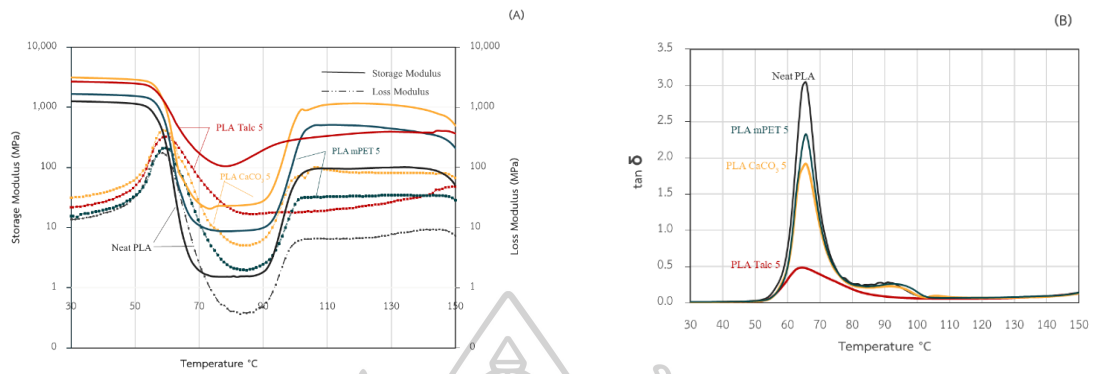 (A)
10,000
10,000
1,000
1,000
100
100
10
10
1
1
0
0
30
50
70
90
110
130
150
Storage Modulus (MPa)
Loss Modulus (MPa)
Temperature °C
Storage Modulus
Loss Modulus
PLA Talc 5
PLA mPET 5
PLA CaCO₃ 5
Neat PLA
(B)
3.5
3.0
2.5
2.0
1.5
1.0
0.5
0.0
30
40
50
60
70
80
90
100
110
120
130
140
150
tan δ
Temperature °C
Neat PLA
PLA mPET 5
PLA CaCO₃ 5
PLA Talc 5